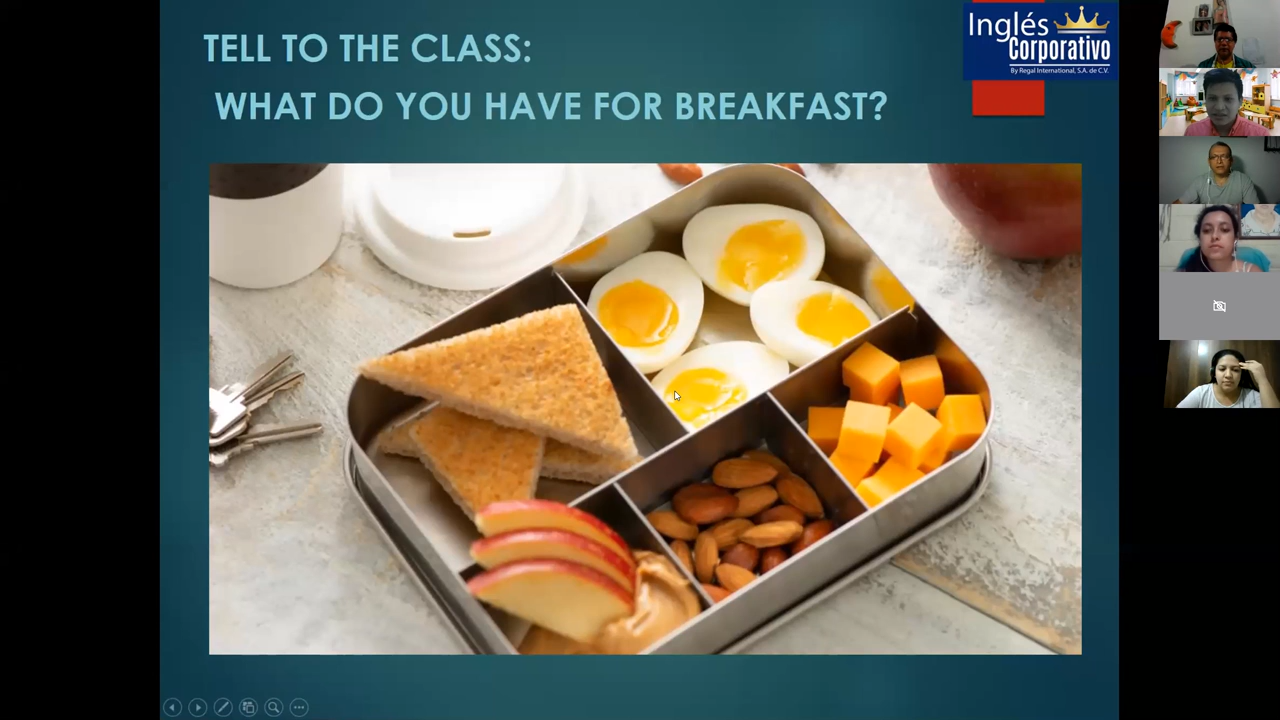 TELL TO THE CLASS:
WHAT DO YOU HAVE FOR BREAKFAST?
Inglés
Corporativo
By Regal International, S.A. de C.V.